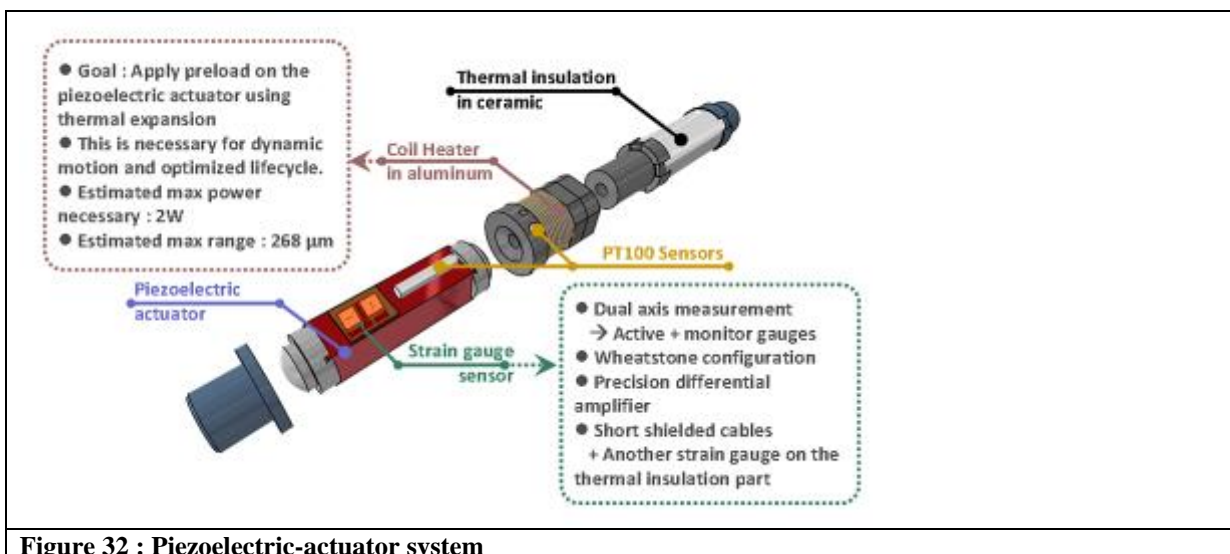 ● Goal : Apply preload on the
piezoelectric actuator using
thermal expansion
● This is necessary for dynamic
motion and optimized lifecycle.
● Estimated max power
necessary : 2W
● Estimated max range : 268 µm
Thermal insulation
in ceramic
Coil Heater
in aluminum
PT100 Sensors
Piezoelectric
actuator
Strain gauge
sensor
● Dual axis measurement
→ Active + monitor gauges
● Wheatstone configuration
● Precision differential
amplifier
● Short shielded cables
+ Another strain gauge on the
thermal insulation part
Figure 32 : Piezoelectric-actuator system